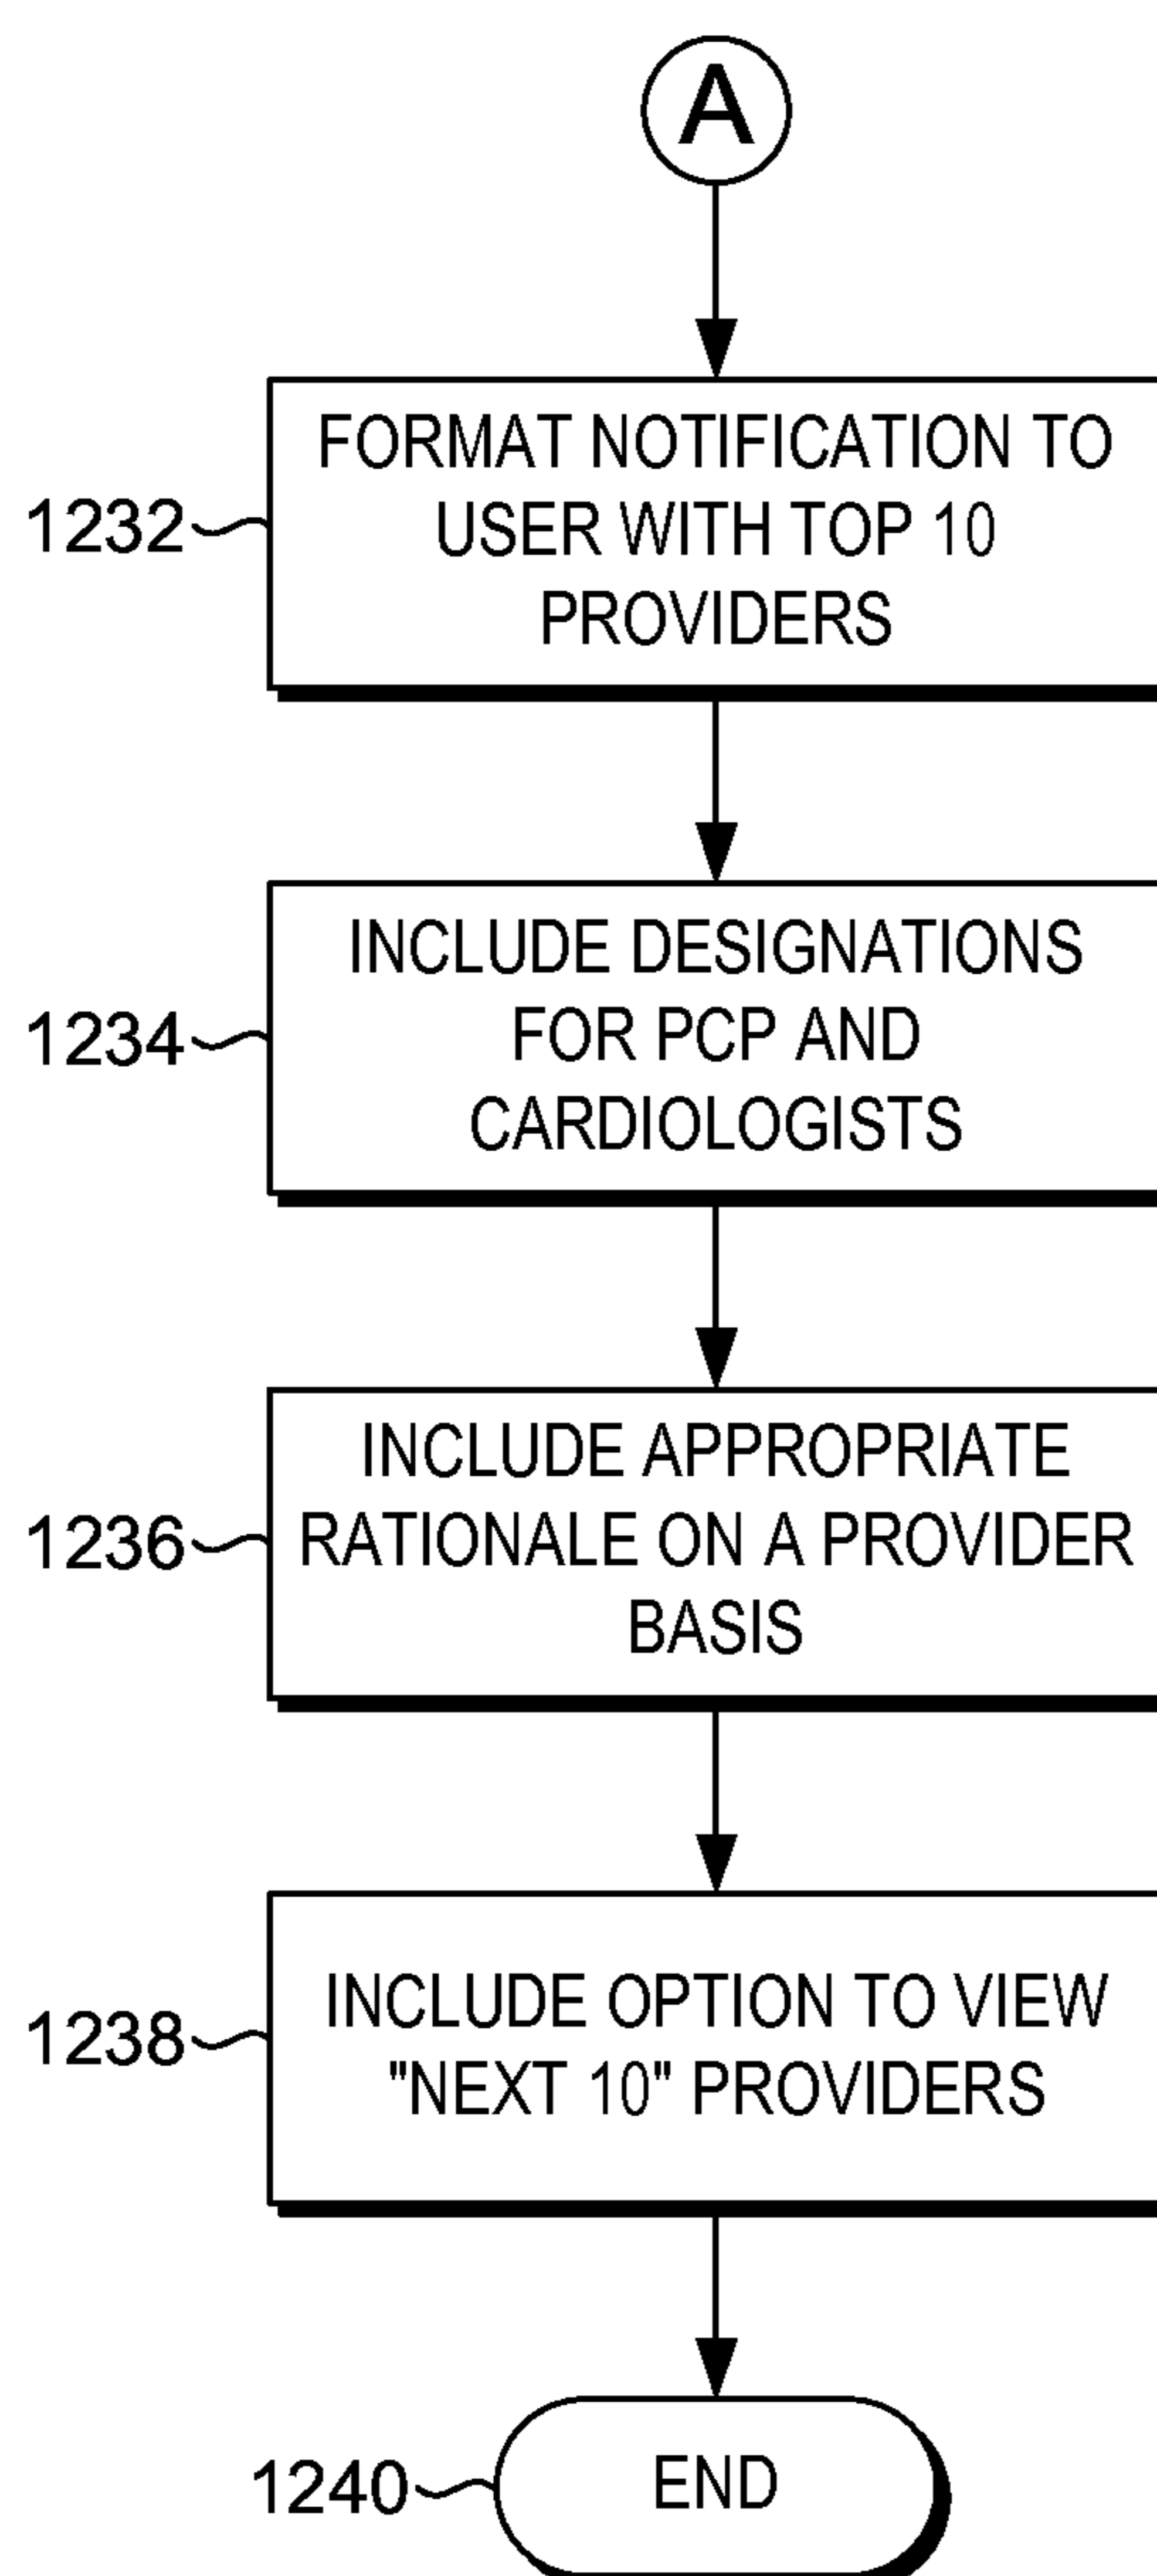 A
FORMAT NOTIFICATION TO
1232
USER WITH TOP 10
PROVIDERS
INCLUDE DESIGNATIONS
1234
FOR PCP AND
CARDIOLOGISTS
INCLUDE APPROPRIATE
1236
RATIONALE ON A PROVIDER
BASIS
INCLUDE OPTION TO VIEW
1238
"NEXT 10" PROVIDERS
1240
END